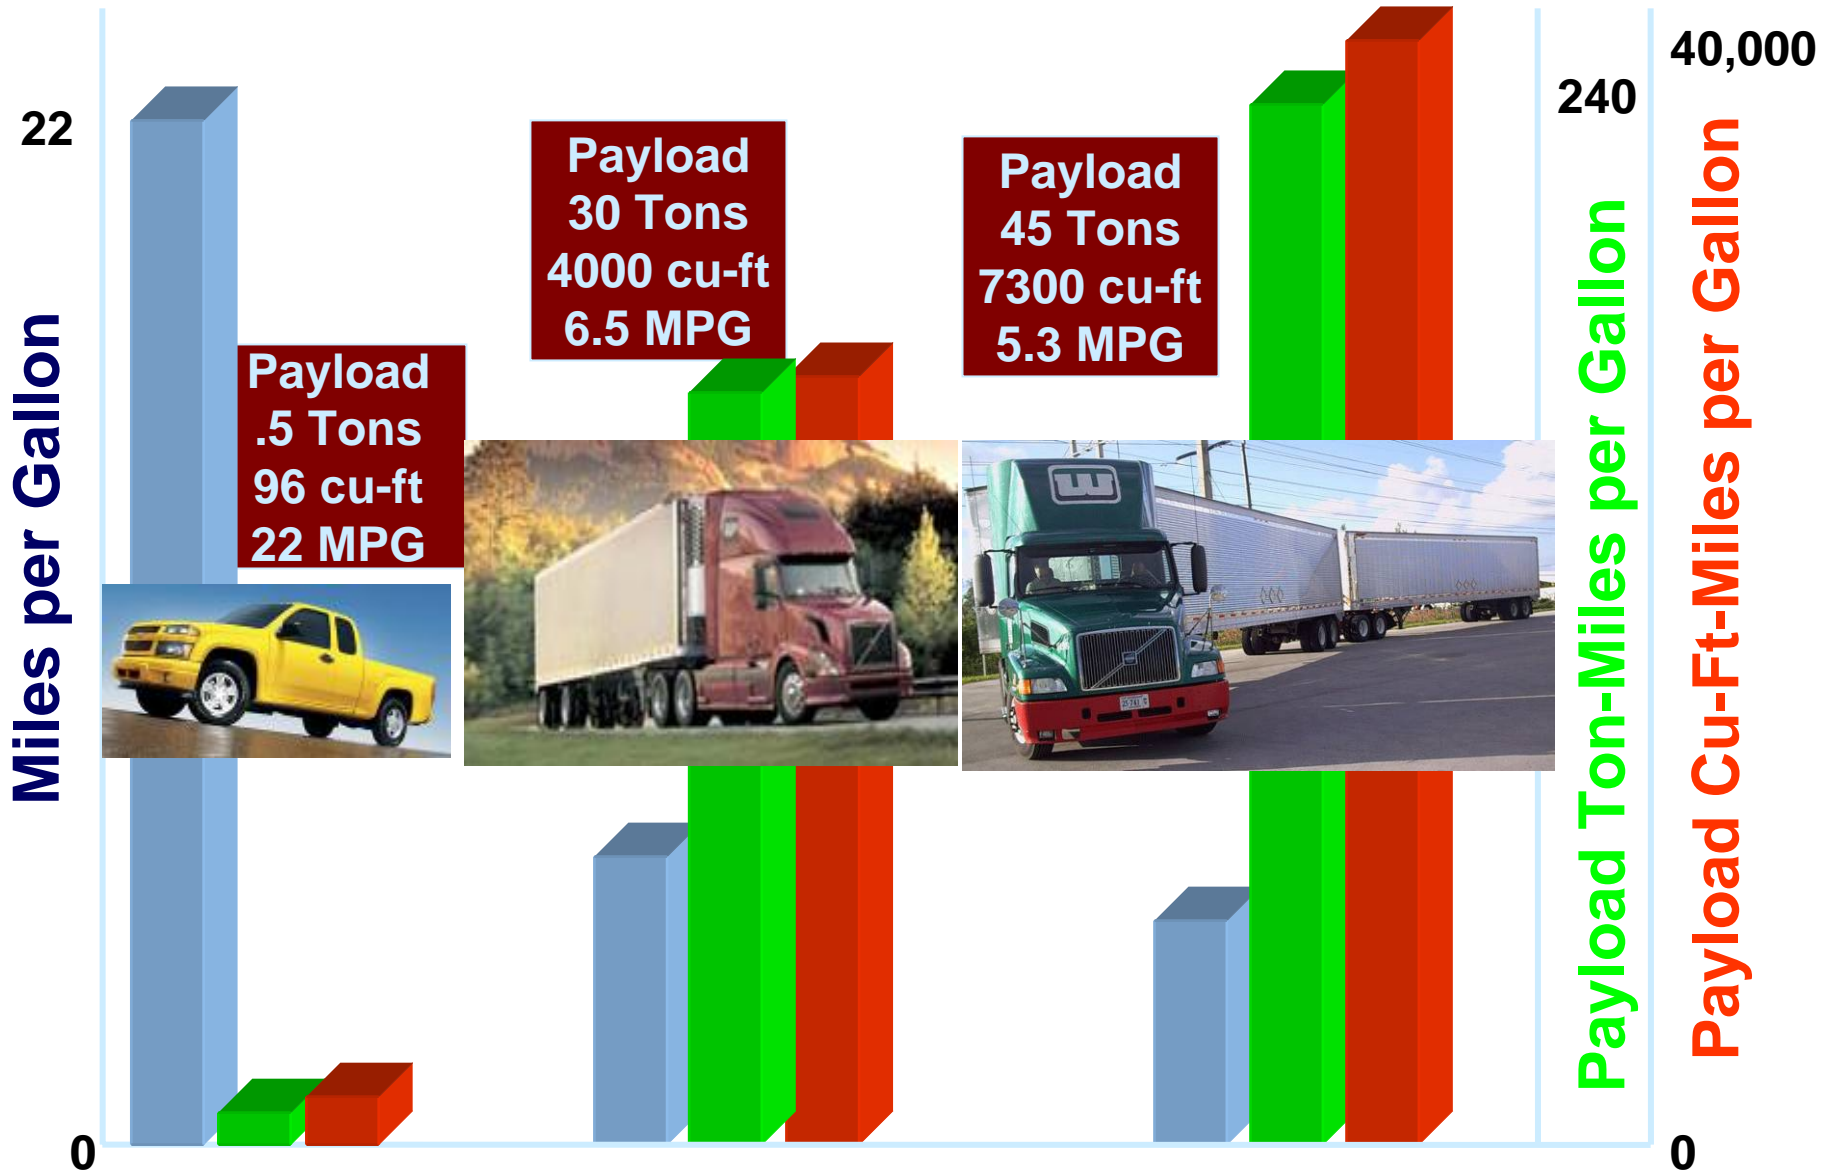 Miles per Gallon
22
0
Payload
.5 Tons
96 cu-ft
22 MPG
Payload
30 Tons
4000 cu-ft
6.5 MPG
Payload
45 Tons
7300 cu-ft
5.3 MPG
240
Payload Ton-Miles per Gallon
40,000
Payload Cu-Ft-Miles per Gallon
0